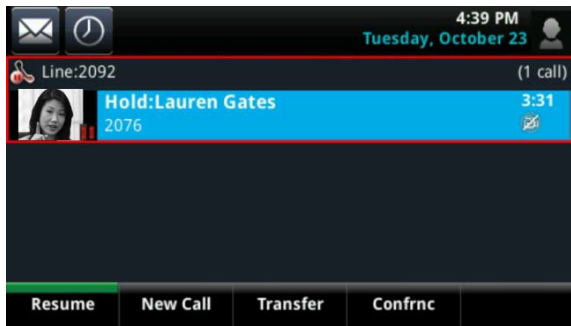 4:39 PM
Tuesday, October 23
Line:2092 (1 call)
Hold:Lauren Gates 3:31
2076
Resume New Call Transfer Confrnc